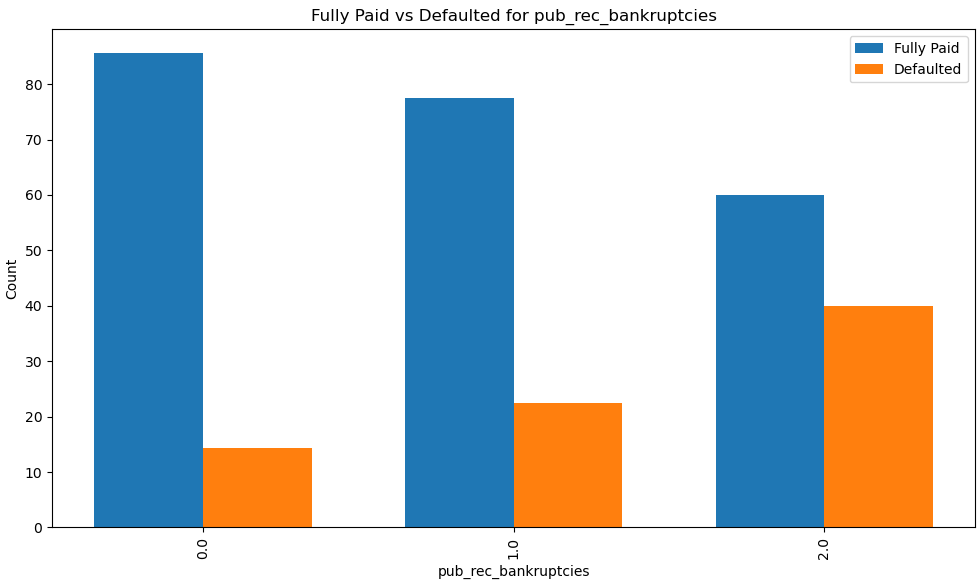 Fully Paid vs Defaulted for pub_rec_bankruptcies
Fully Paid
Defaulted
80
70
60
50
40
30
20
10
0
Count
0.0
1.0
2.0
pub_rec_bankruptcies